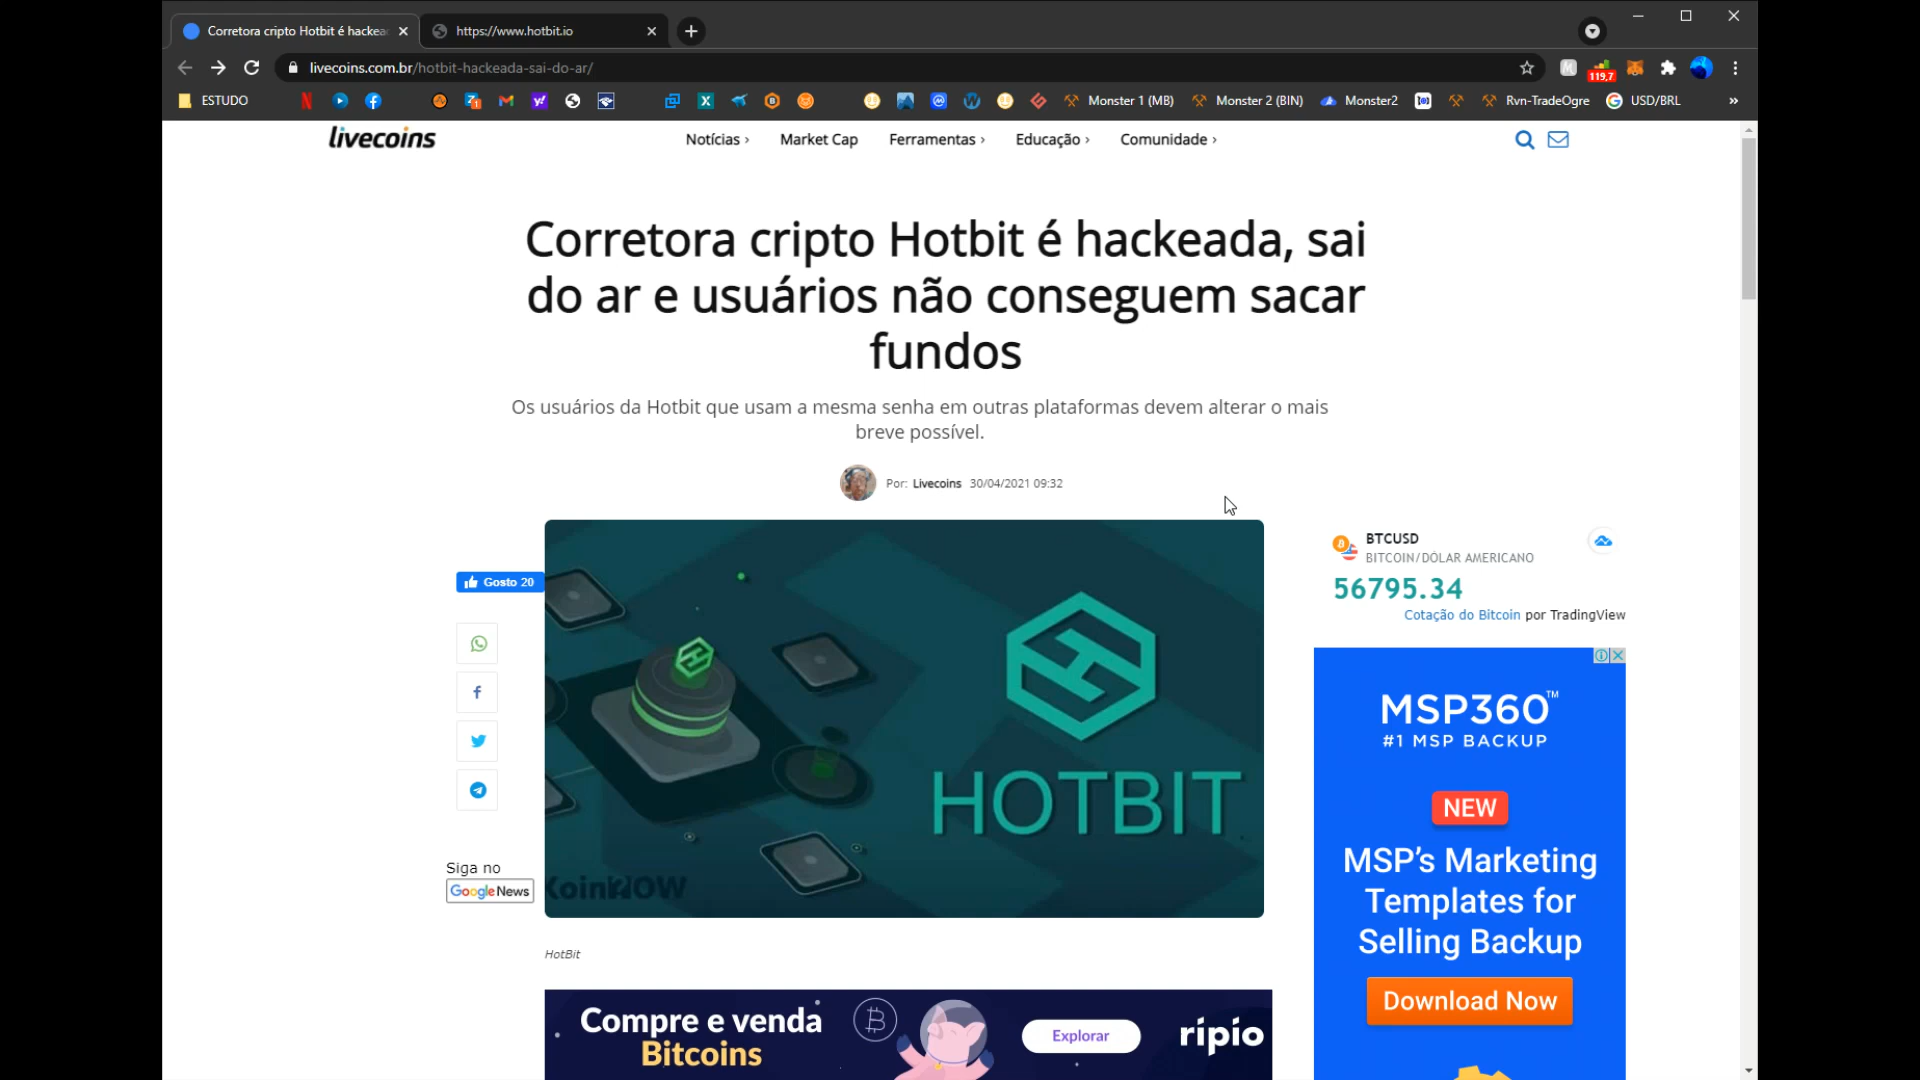 Corretora cripto Hotbit é hackea
https://www.hotbit.io
livecoins.com.br/hotbit-hackeada-sai-do-ar/
119,7
ESTUDO
Monster 1 (MB)
Monster 2 (BIN)
Monster2
Rvn-TradeOgre
USD/BRL
livecoins
Notícias
Market Cap
Ferramentas
Educação
Comunidade
Corretora cripto Hotbit é hackeada, sai
do ar e usuários não conseguem sacar
fundos
Os usuários da Hotbit que usam a mesma senha em outras plataformas devem alterar o mais
breve possível.
Por: Livecoins 30/04/2021 09:32
Gosto 20
HOTBIT
KoinNOW
Siga no
Google News
HotBit
BTCUSD
BITCOIN/DÓLAR AMERICANO
56795.34
Cotação do Bitcoin por TradingView
MSP360™
#1 MSP BACKUP
NEW
MSP's Marketing
Templates for
Selling Backup
Download Now
Compre e venda
Bitcoins
Explorar
ripio